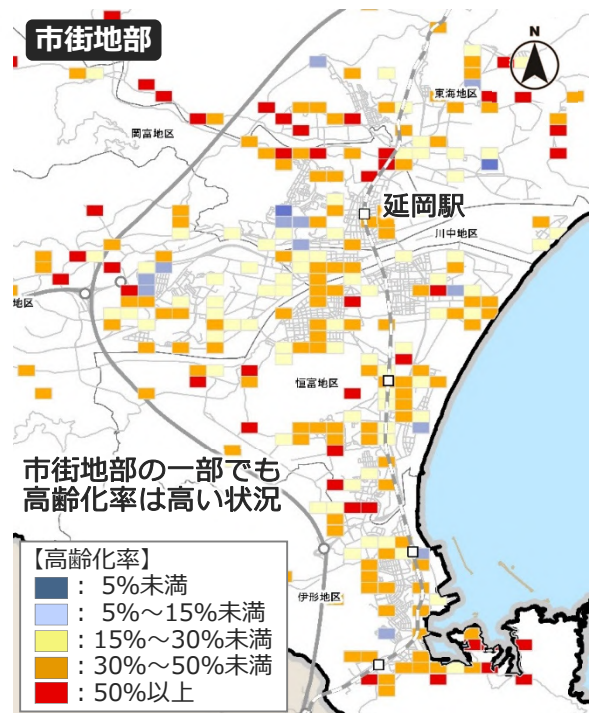 市街地部
N
東海地区
岡富地区
延岡駅
川中地区
地区
恒富地区
市街地部の一部でも
高齢化率は高い状況
【高齢化率】
: 5%未満
: 5%～15%未満
: 15%～30%未満
: 30%～50%未満
: 50%以上
伊形地区